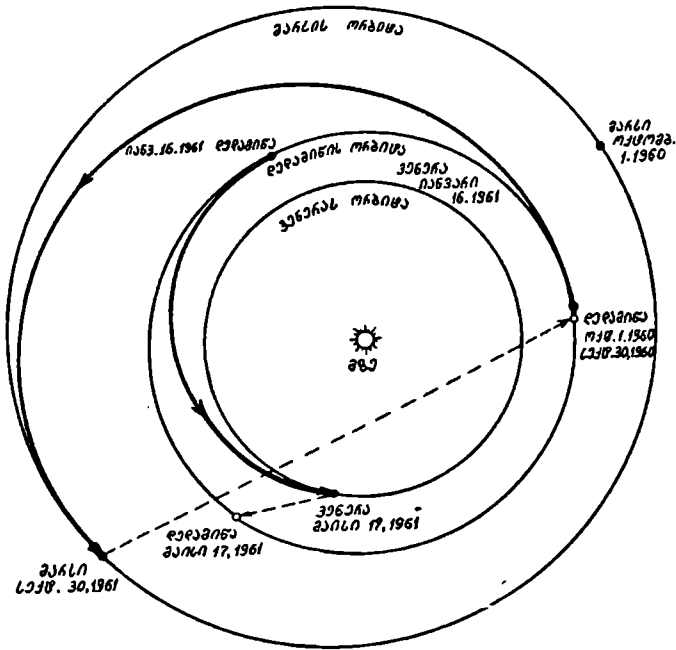 მარსის ორბიტა
მარსი
ოქტომბ.
1.1960
იანვ.16.1961 დედამიწა
დედამიწის ორბიტა
ვენერა
იანვარი
16.1961
ვენერას ორბიტა
მზე
დედამიწა
ოქტ.1.1960
სექტ.30,1960
ვენერა
მაისი 17,1961
დედამიწა
მაისი 17,1961
მარსი
სექტ. 30,1961